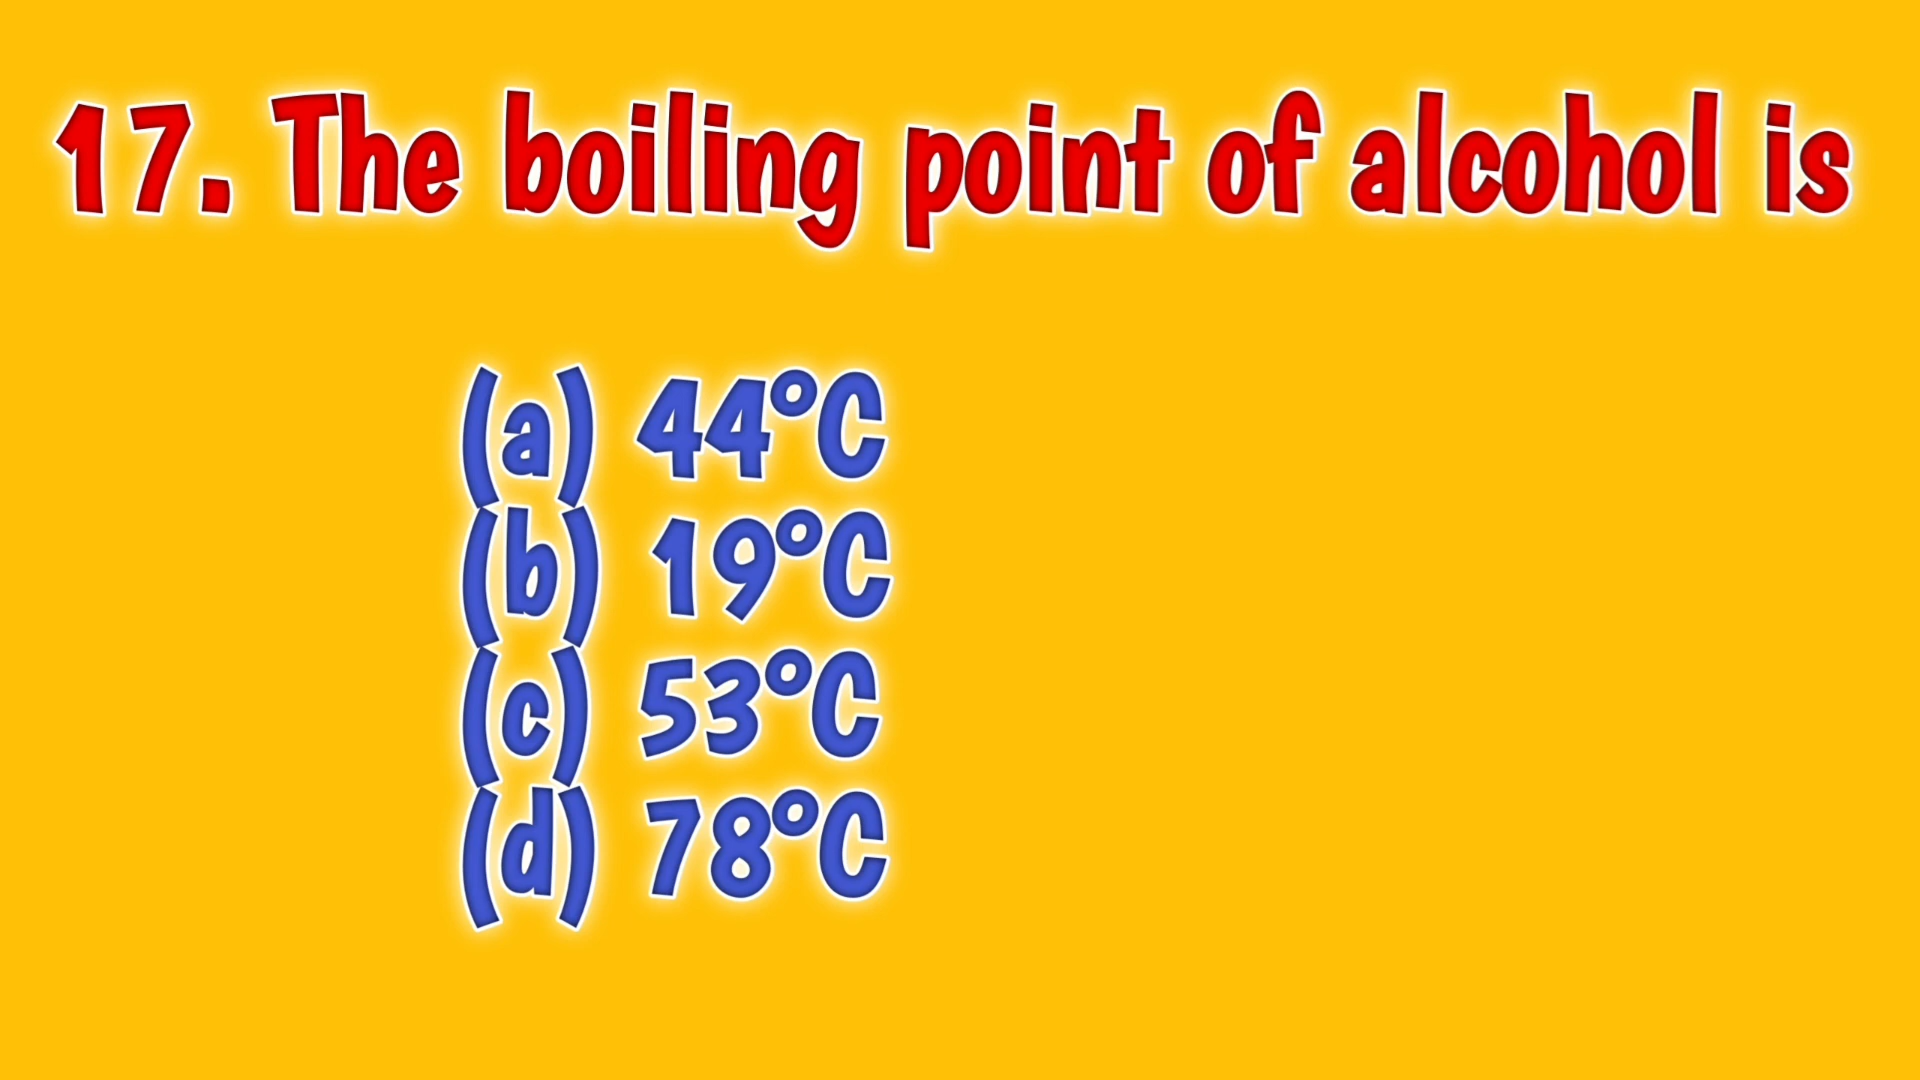 17. The boiling point of alcohol is
(a) 44°C
(b) 19°C
(c) 53°C
(d) 78°C